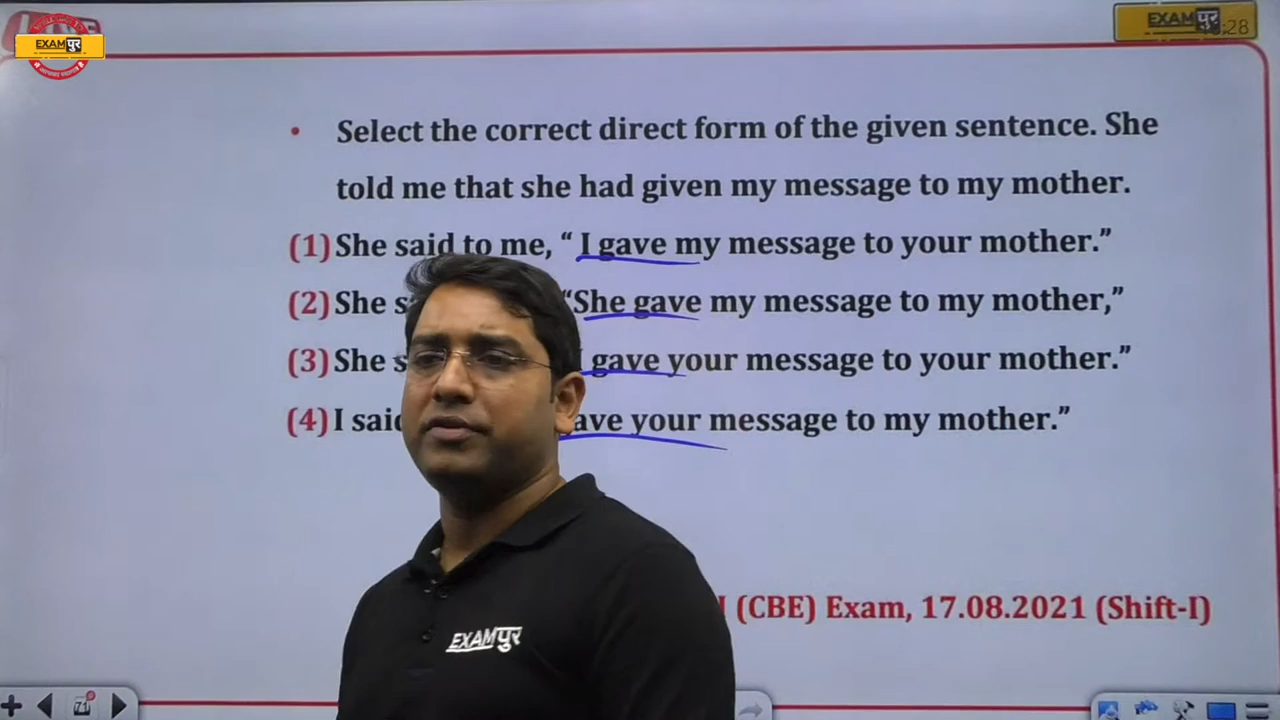 EXAMपुर
EXAMपुर
:28
• Select the correct direct form of the given sentence. She
told me that she had given my message to my mother.
(1) She said to me, “ I gave my message to your mother.”
(2) She “She gave my message to my mother,”
(3) She gave your message to your mother.”
(4) I your message to my mother.”
(CBE) Exam, 17.08.2021 (Shift-I)
EXAMपुर
71